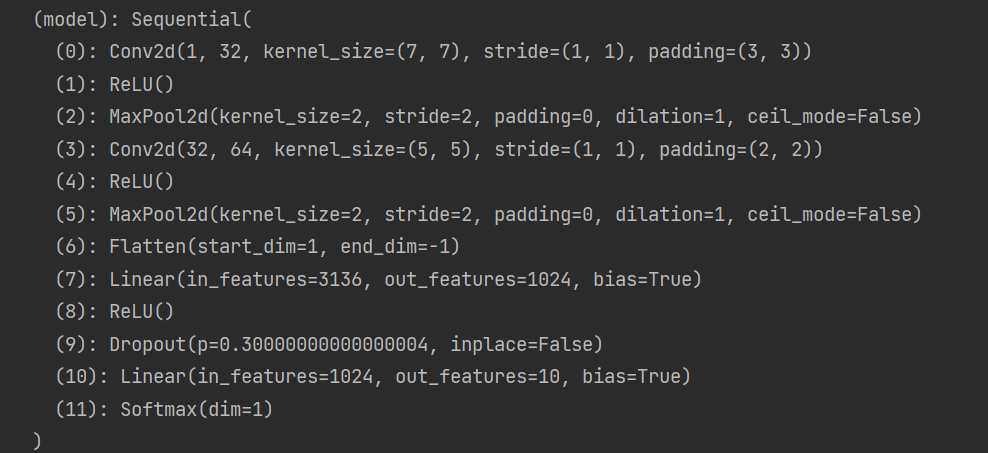 (model): Sequential(
(0): Conv2d(1, 32, kernel_size=(7, 7), stride=(1, 1), padding=(3, 3))
(1): ReLU()
(2): MaxPool2d(kernel_size=2, stride=2, padding=0, dilation=1, ceil_mode=False)
(3): Conv2d(32, 64, kernel_size=(5, 5), stride=(1, 1), padding=(2, 2))
(4): ReLU()
(5): MaxPool2d(kernel_size=2, stride=2, padding=0, dilation=1, ceil_mode=False)
(6): Flatten(start_dim=1, end_dim=-1)
(7): Linear(in_features=3136, out_features=1024, bias=True)
(8): ReLU()
(9): Dropout(p=0.30000000000000004, inplace=False)
(10): Linear(in_features=1024, out_features=10, bias=True)
(11): Softmax(dim=1)
)